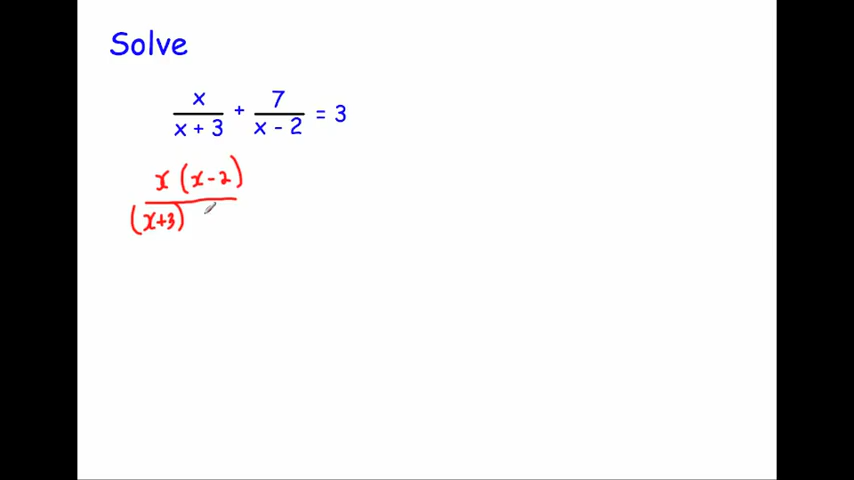 Solve
x/(x + 3) + 7/(x - 2) = 3
x (x-2)
(x+3)